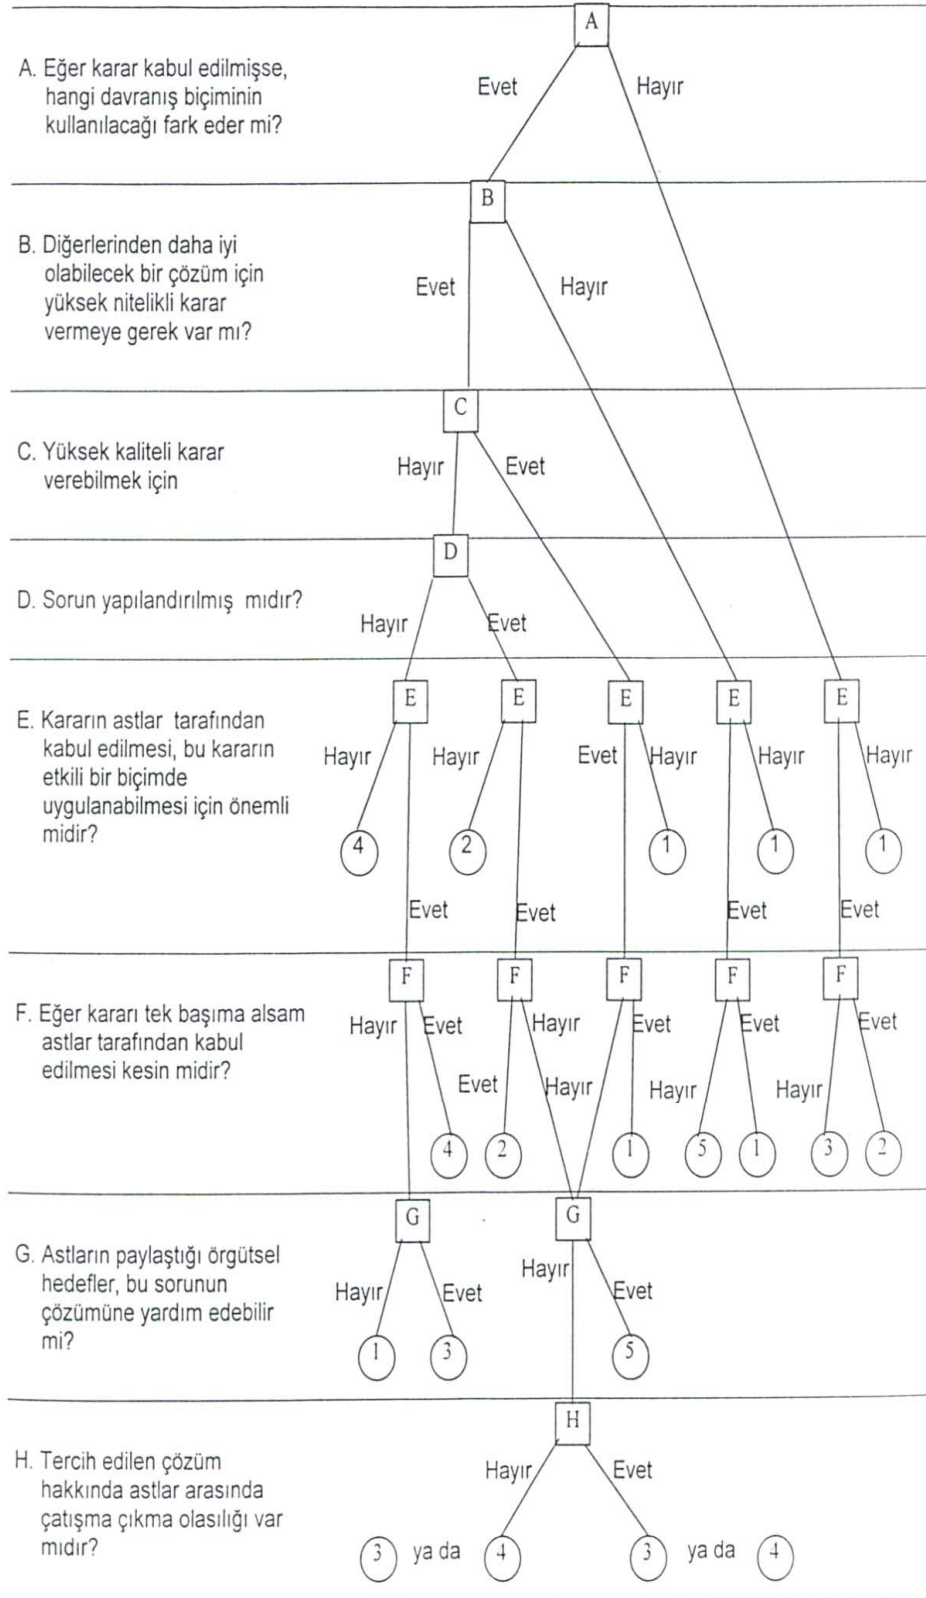 A
A. Eğer karar kabul edilmişse,
hangi davranış biçiminin
kullanılacağı fark eder mi?
Evet Hayır
B
B. Diğerlerinden daha iyi
olabilecek bir çözüm için
yüksek nitelikli karar
vermeye gerek var mı?
Evet Hayır
C
C. Yüksek kaliteli karar
verebilmek için
Hayır Evet
D
D. Sorun yapılandırılmış mıdır?
Hayır Evet
E E E E E
E. Kararın astlar tarafından
kabul edilmesi, bu kararın
etkili bir biçimde
uygulanabilmesi için önemli
midir?
Hayır Hayır Evet Hayır Hayır Hayır
4 2 1 1 1
Evet Evet Evet Evet
F F F F F
F. Eğer kararı tek başıma alsam
astlar tarafından kabul
edilmesi kesin midir?
Hayır Evet Hayır Evet Evet Evet
Evet Hayır Hayır Hayır
4 2 1 5 1 3 2
G G
G. Astların paylaştığı örgütsel
hedefler, bu sorunun
çözümüne yardım edebilir
mi?
Hayır Evet Hayır Evet
1 3 5
H
H. Tercih edilen çözüm
hakkında astlar arasında
çatışma çıkma olasılığı var
mıdır?
Hayır Evet
3 ya da 4 3 ya da 4